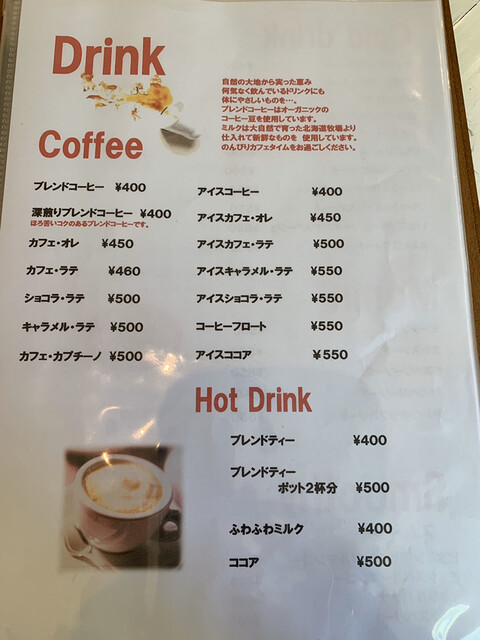 Drink
自然の大地から実った恵み
何気なく飲んでいるドリンクにも
体にやさしいものを…。
ブレンドコーヒーはオーガニックの
コーヒー豆を使用しています。
ミルクは大自然で育った北海道牧場より
仕入れて新鮮なものを 使用しています。
のんびりカフェタイムをお過ごしください。
Coffee
ブレンドコーヒー ¥400
深煎りブレンドコーヒー ¥400
ほろ苦いコクのあるブレンドコーヒーです。
カフェ・オレ ¥450
カフェ・ラテ ¥460
ショコラ・ラテ ¥500
キャラメル・ラテ ¥500
カフェ・カプチーノ ¥500
アイスコーヒー ¥400
アイスカフェ・オレ ¥450
アイスカフェ・ラテ ¥500
アイスキャラメル・ラテ ¥550
アイスショコラ・ラテ ¥550
コーヒーフロート ¥550
アイスココア ¥550
Hot Drink
ブレンドティー ¥400
ブレンドティー
ポット2杯分 ¥500
ふわふわミルク ¥400
ココア ¥500